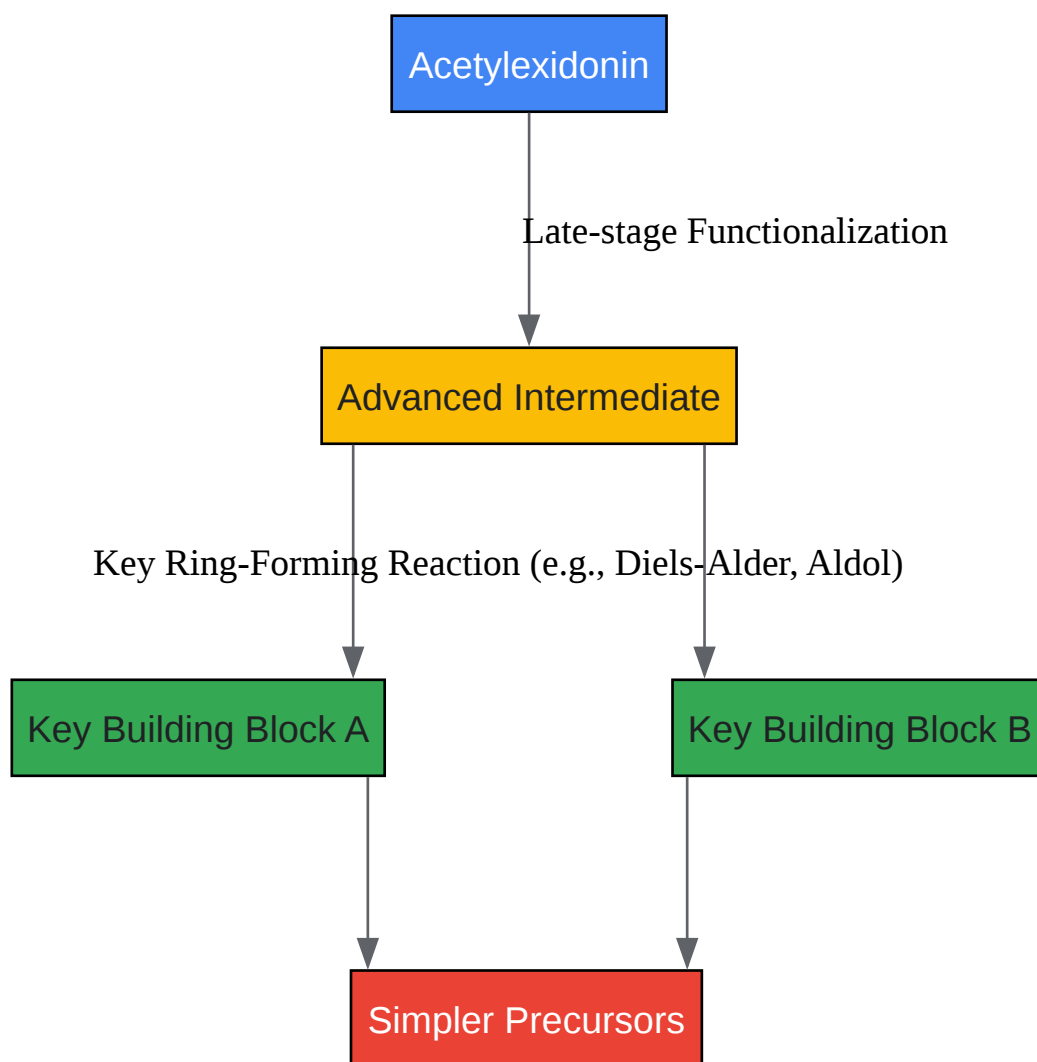 Acetylexidonin
Late-stage Functionalization
Advanced Intermediate
Key Ring-Forming Reaction (e.g., Diels-Alder, Aldol)
Key Building Block A
Key Building Block B
Simpler Precursors